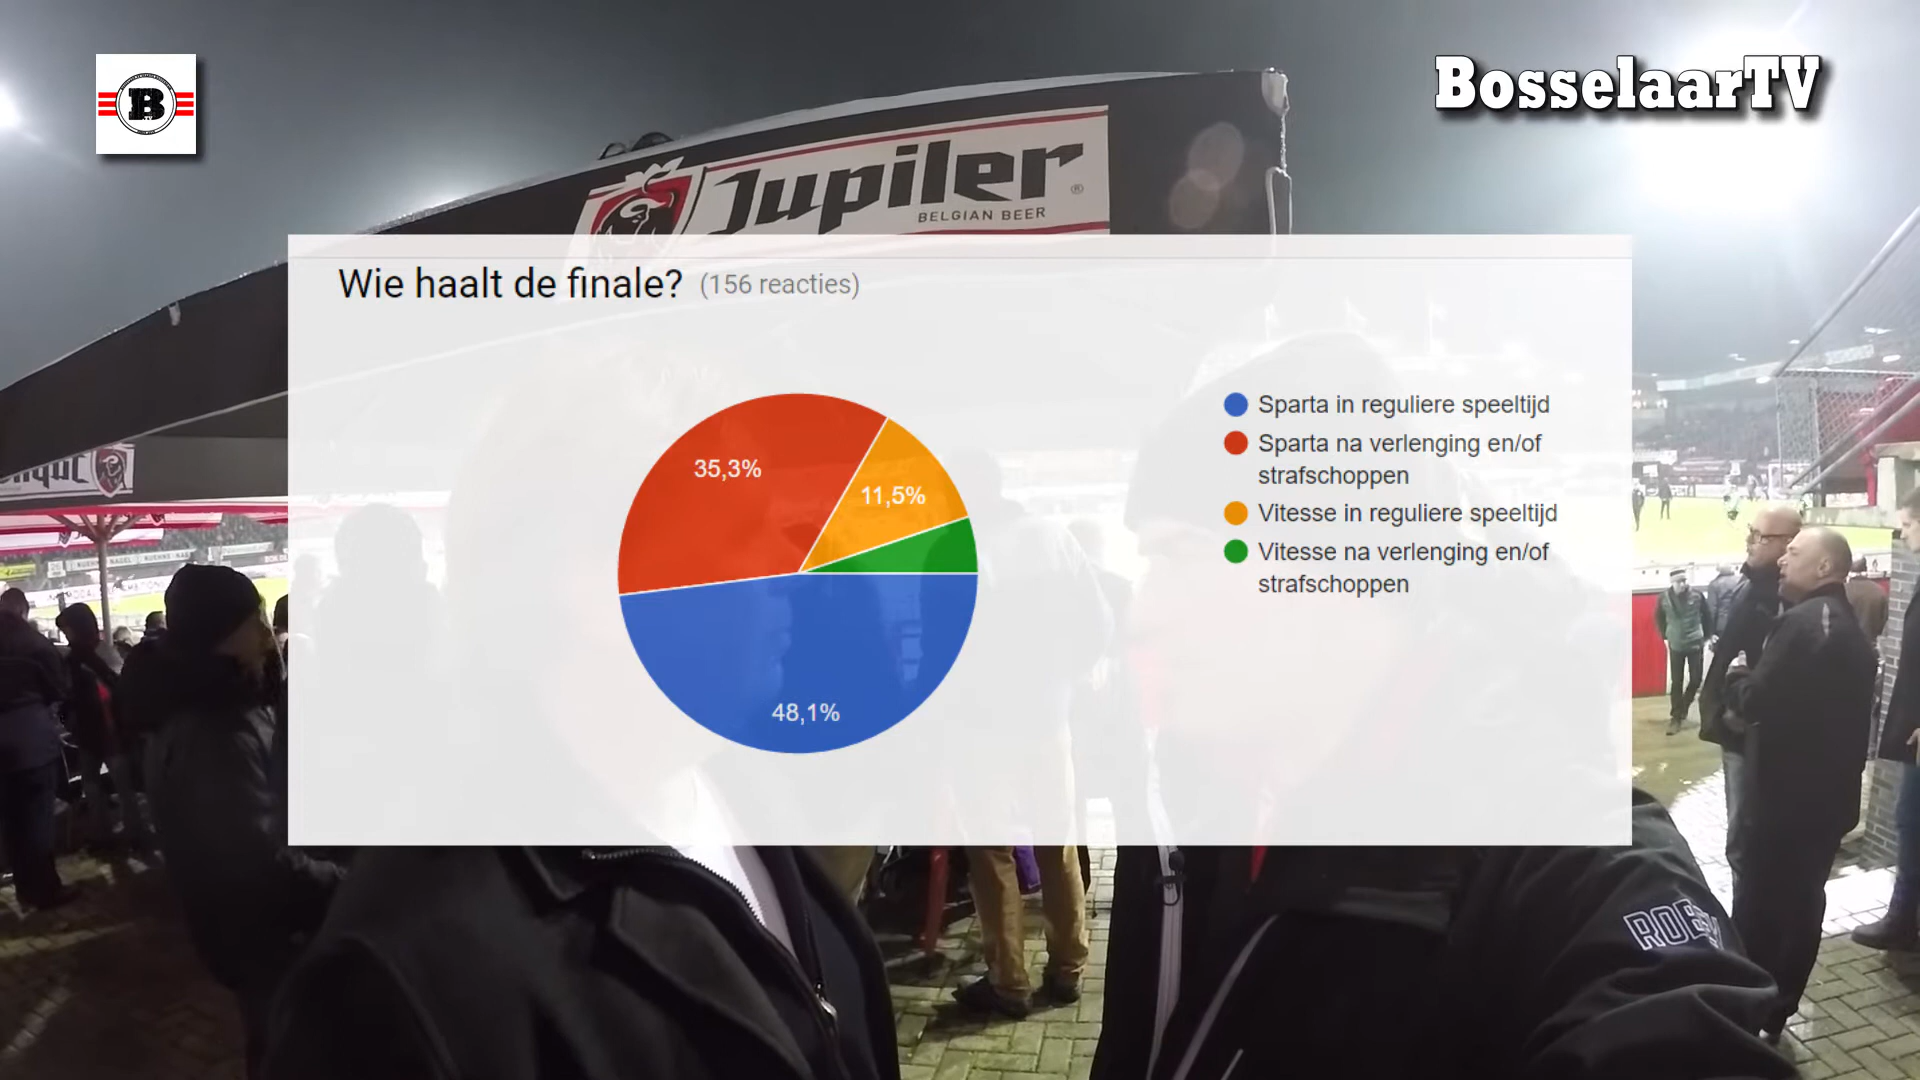 B
TV
BosselaarTV
Jupiler
®
BELGIAN BEER
Wie haalt de finale? (156 reacties)
35,3%
11,5%
48,1%
Sparta in reguliere speeltijd
Sparta na verlenging en/of
strafschoppen
Vitesse in reguliere speeltijd
Vitesse na verlenging en/of
strafschoppen